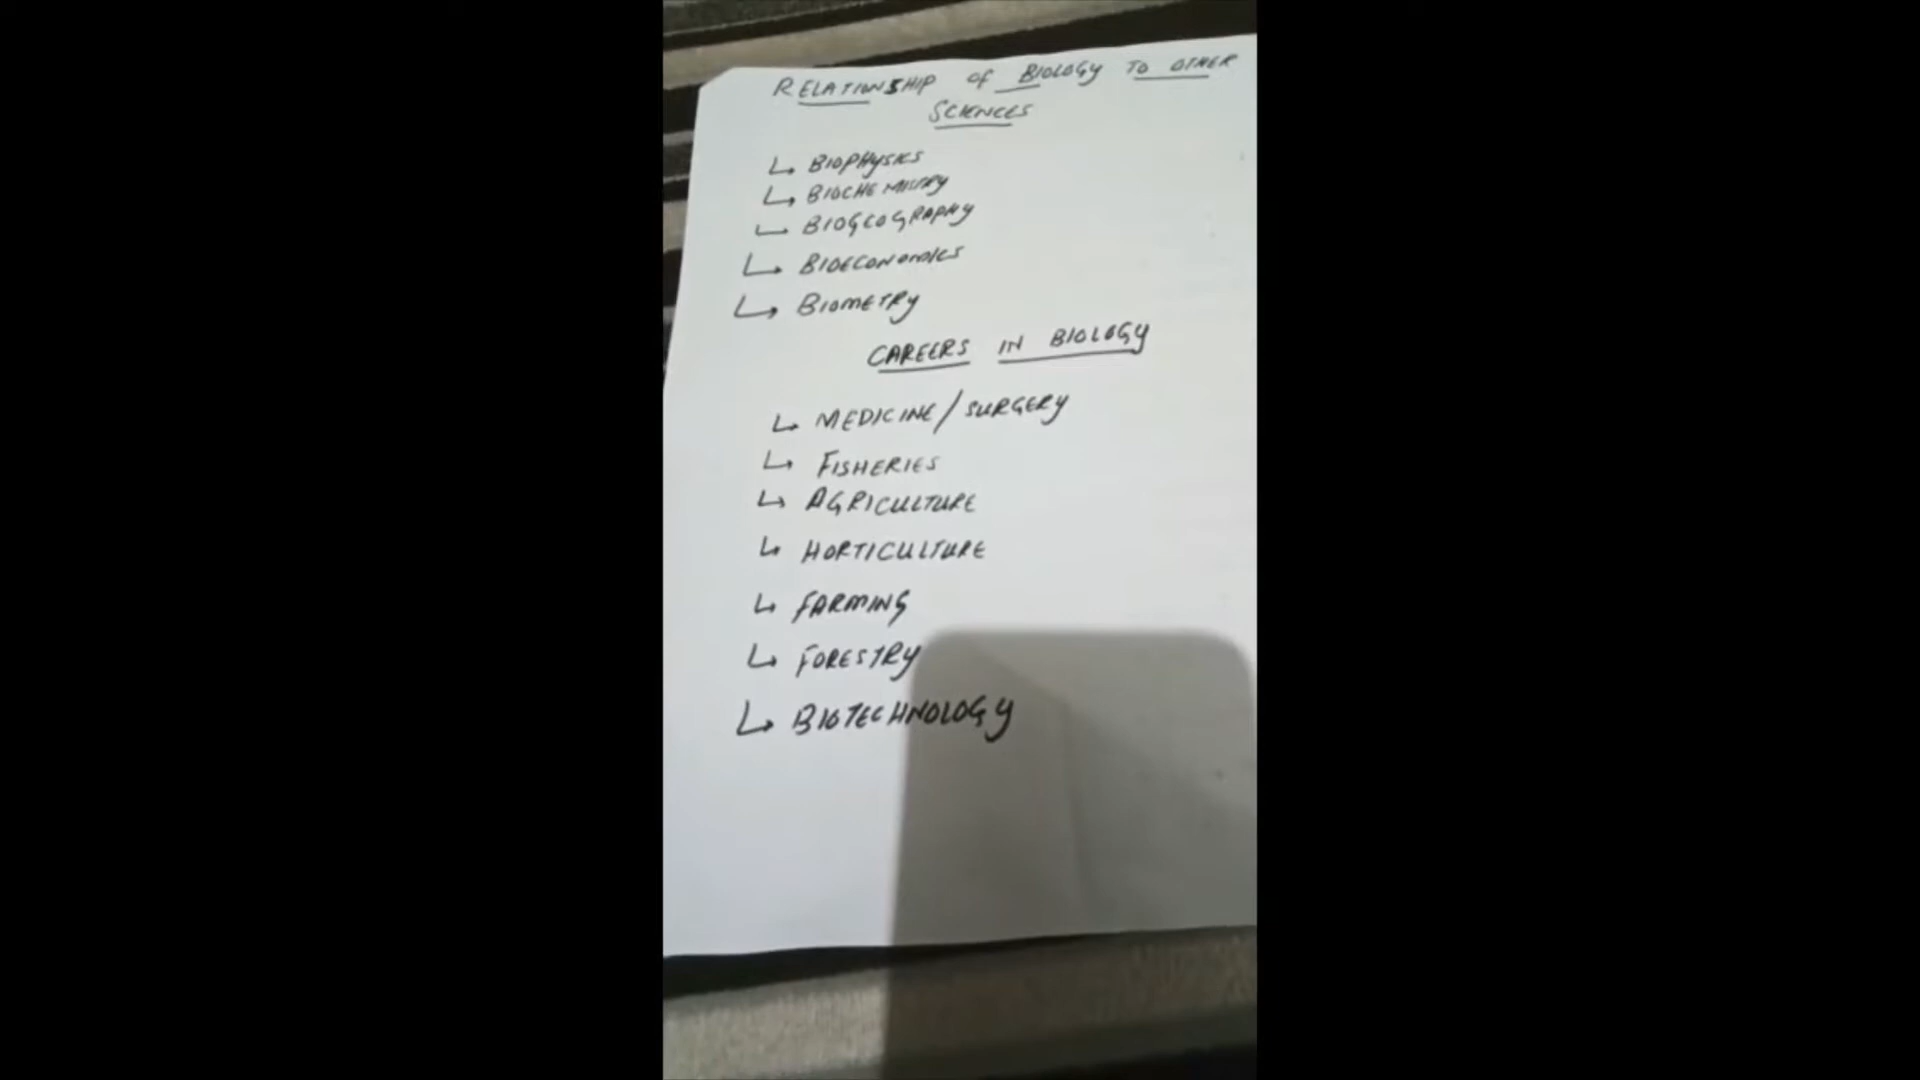 RELATIONSHIP OF BIOLOGY TO OTHER
SCIENCES
↳ BIOPHYSICS
↳ BIOCHEMISTRY
↳ BIOGEOGRAPHY
↳ BIOECONOMICS
↳ BIOMETRY
CAREERS IN BIOLOGY
↳ MEDICINE/SURGERY
↳ FISHERIES
↳ AGRICULTURE
↳ HORTICULTURE
↳ FARMING
↳ FORESTRY
↳ BIOTECHNOLOGY